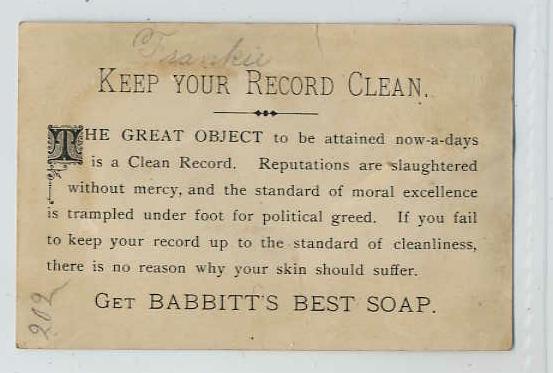 Frankie
KEEP YOUR RECORD CLEAN.
THE GREAT OBJECT to be attained now-a-days
is a Clean Record. Reputations are slaughtered
without mercy, and the standard of moral excellence
is trampled under foot for political greed. If you fail
to keep your record up to the standard of cleanliness,
there is no reason why your skin should suffer.
GET BABBITT'S BEST SOAP.
202